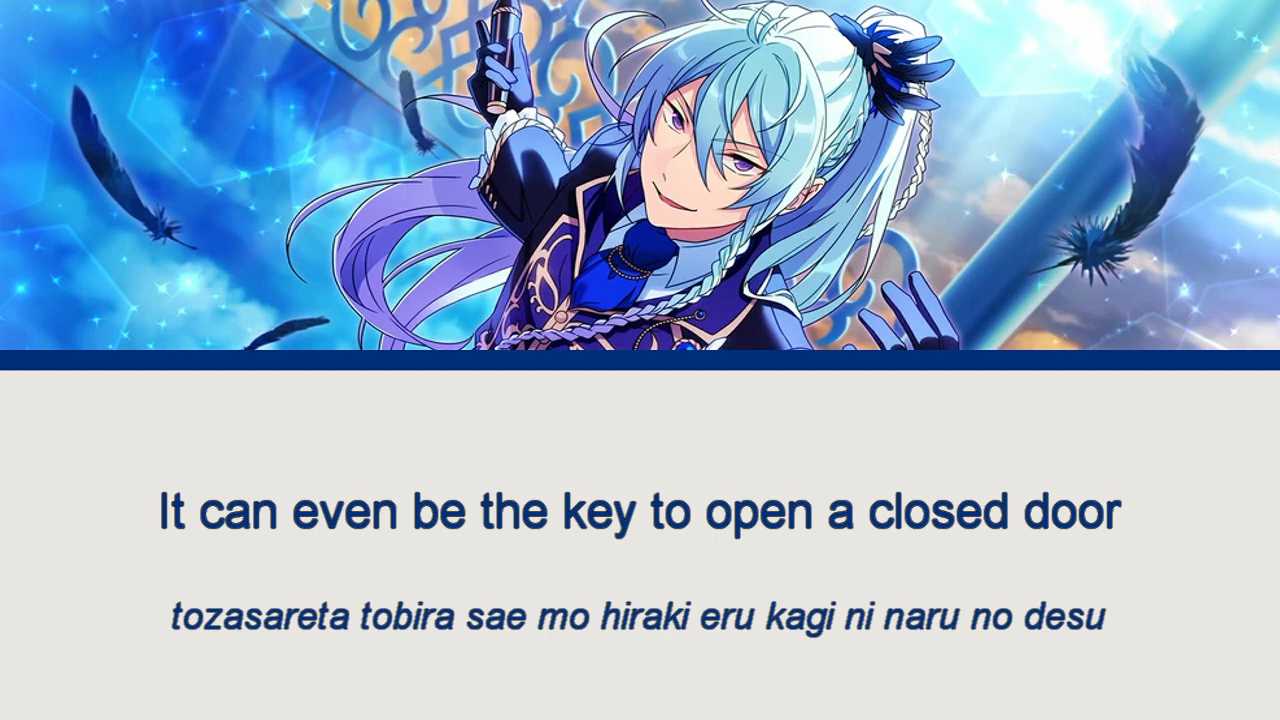 It can even be the key to open a closed door
tozasareta tobira sae mo hiraki eru kagi ni naru no desu